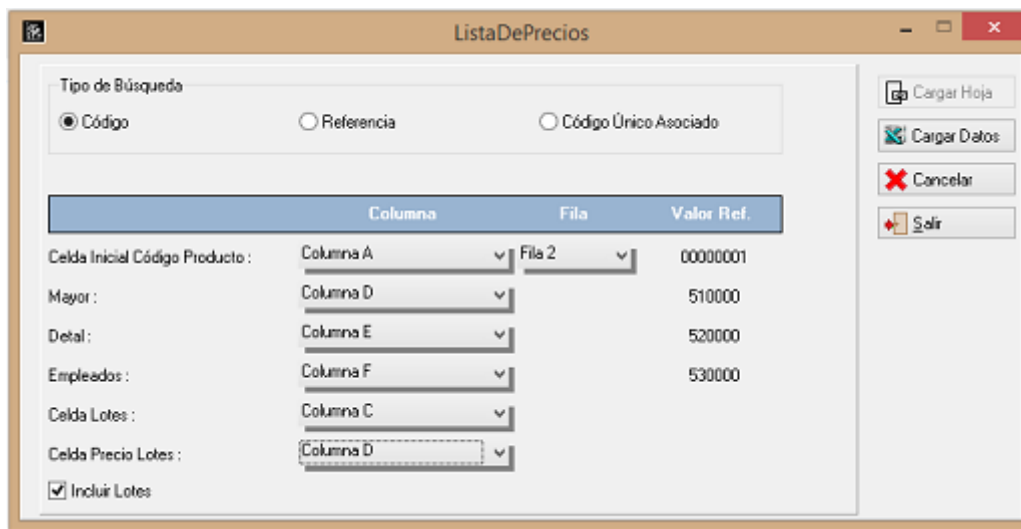 ListaDePrecios
Tipo de Búsqueda
Código Referencia Código Único Asociado
Cargar Hoja
Cargar Datos
Cancelar
Salir
Columna Fila Valor Ref.
Celda Inicial Código Producto : Columna A Fila 2 00000001
Mayor : Columna D 510000
Detal : Columna E 520000
Empleados : Columna F 530000
Celda Lotes : Columna C
Celda Precio Lotes : Columna D
Incluir Lotes